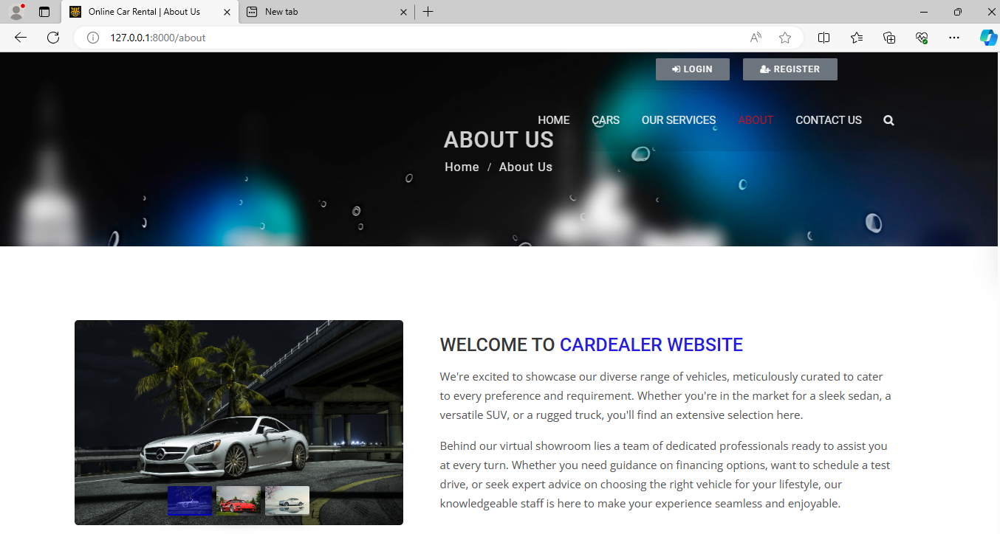 Online Car Rental | About Us
New tab
127.0.0.1:8000/about
LOGIN
REGISTER
HOME
CARS
OUR SERVICES
ABOUT
CONTACT US
ABOUT US
Home / About Us
WELCOME TO CARDEALER WEBSITE
We're excited to showcase our diverse range of vehicles, meticulously curated to cater
to every preference and requirement. Whether you're in the market for a sleek sedan, a
versatile SUV, or a rugged truck, you'll find an extensive selection here.
Behind our virtual showroom lies a team of dedicated professionals ready to assist you
at every turn. Whether you need guidance on financing options, want to schedule a test
drive, or seek expert advice on choosing the right vehicle for your lifestyle, our
knowledgeable staff is here to make your experience seamless and enjoyable.